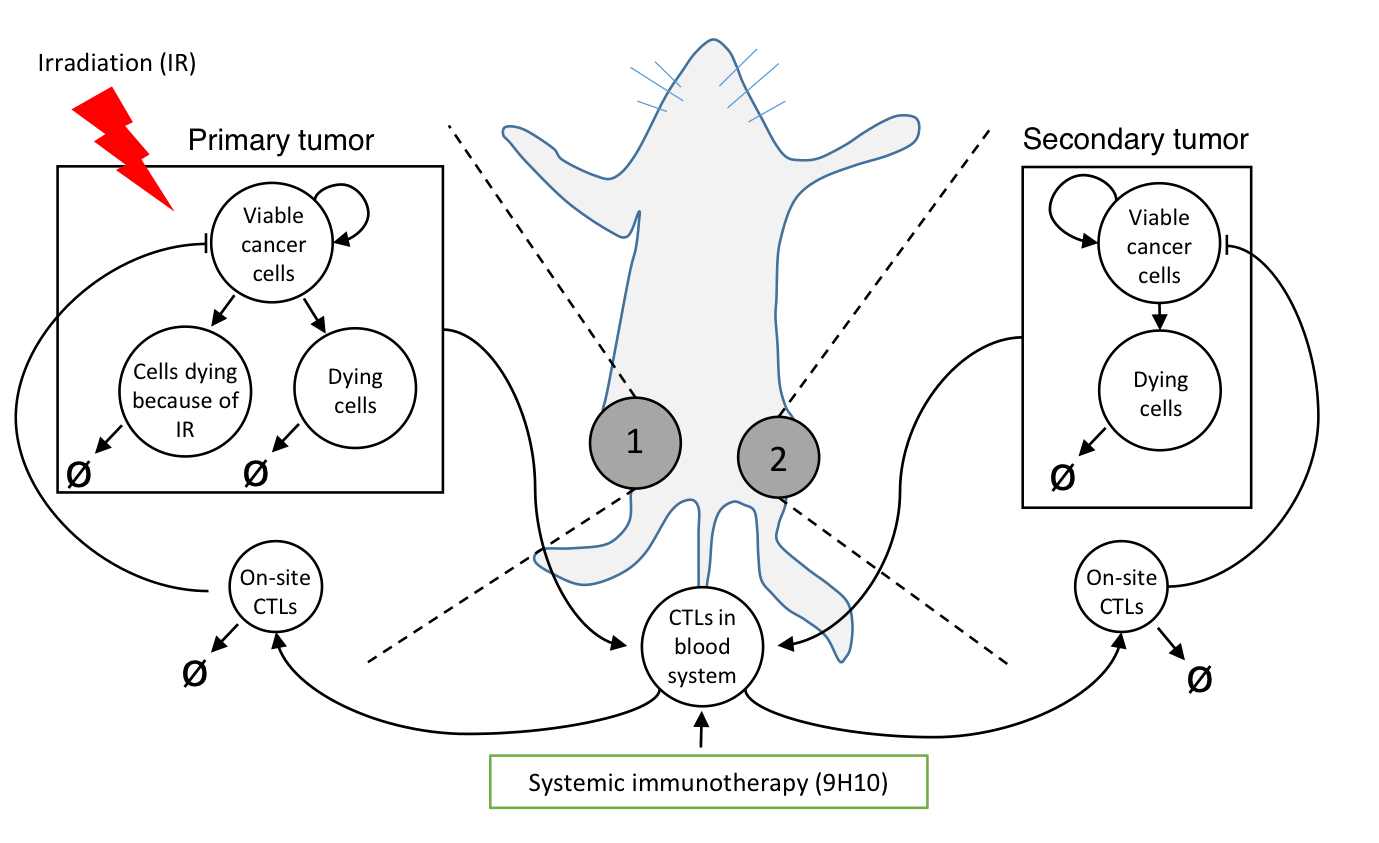 Irradiation (IR)
Primary tumor
Secondary tumor
Viable
cancer
cells
Cells dying
because of
IR
Dying
cells
Ø
Ø
Viable
cancer
cells
Dying
cells
Ø
1
2
On-site
CTLs
Ø
CTLs in
blood
system
On-site
CTLs
Ø
Systemic immunotherapy (9H10)